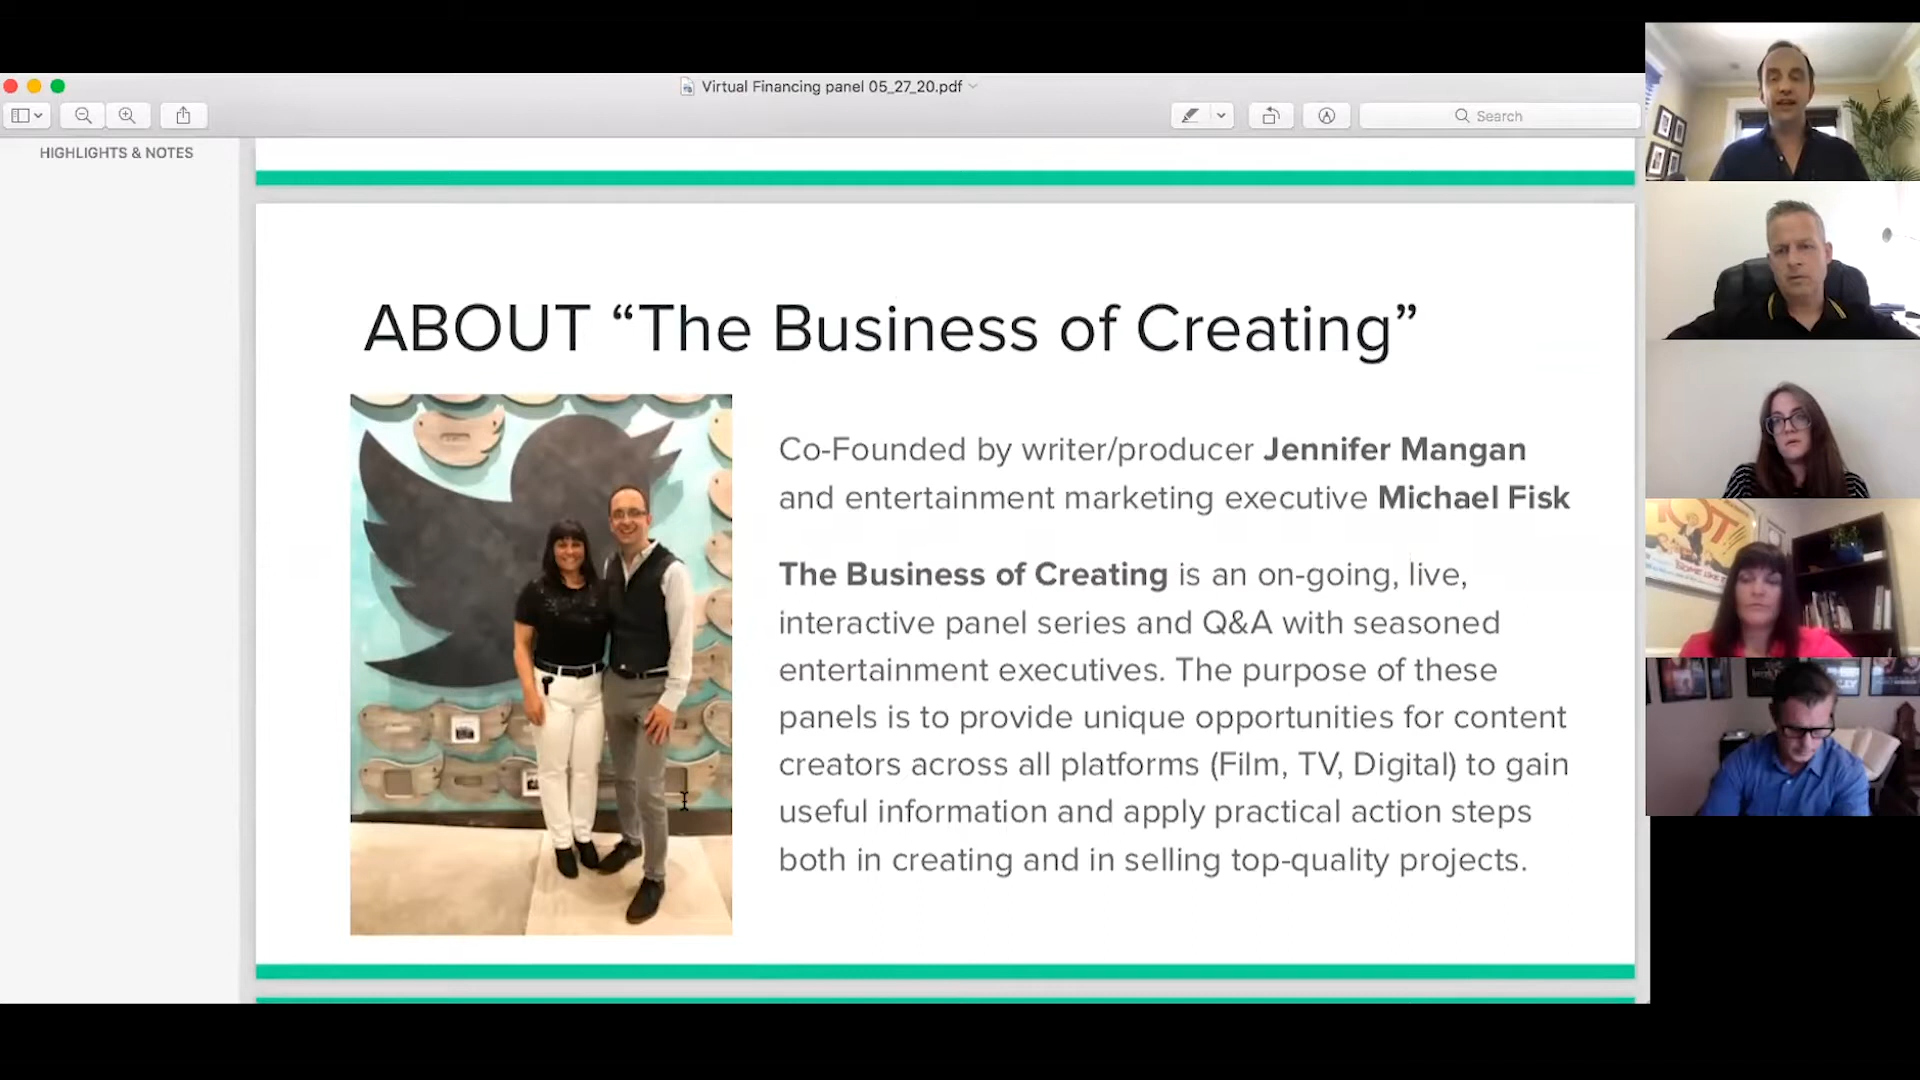 Virtual Financing panel 05_27_20.pdf
Search
HIGHLIGHTS & NOTES
ABOUT “The Business of Creating”
Co-Founded by writer/producer Jennifer Mangan
and entertainment marketing executive Michael Fisk
The Business of Creating is an on-going, live,
interactive panel series and Q&A with seasoned
entertainment executives. The purpose of these
panels is to provide unique opportunities for content
creators across all platforms (Film, TV, Digital) to gain
useful information and apply practical action steps
both in creating and in selling top-quality projects.
HOT!